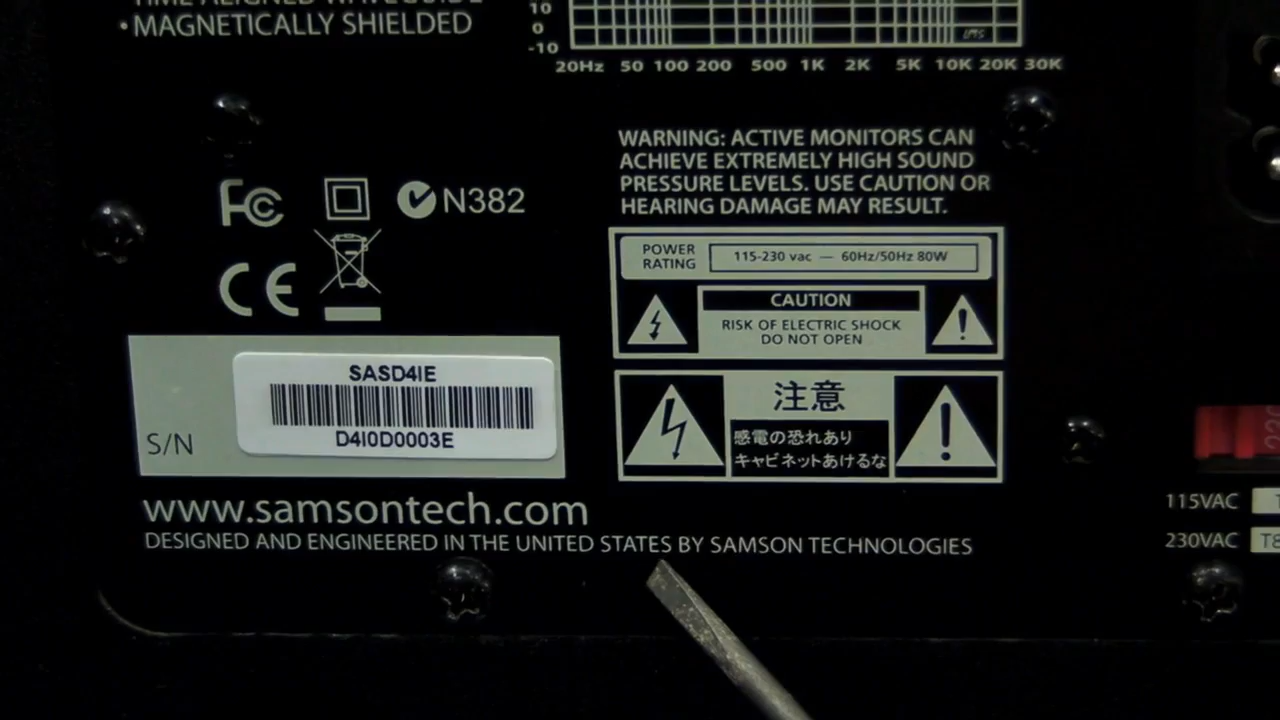 TIME ALIGNED WAVEGUIDE
•MAGNETICALLY SHIELDED
10
0
-10
20Hz 50 100 200 500 1K 2K 5K 10K 20K 30K
WARNING: ACTIVE MONITORS CAN
ACHIEVE EXTREMELY HIGH SOUND
PRESSURE LEVELS. USE CAUTION OR
HEARING DAMAGE MAY RESULT.
FC
N382
CE
POWER
RATING
115-230 vac — 60Hz/50Hz 80W
CAUTION
RISK OF ELECTRIC SHOCK
DO NOT OPEN
注意
感電の恐れあり
キャビネットあけるな
SASD4IE
D4I0D0003E
S/N
www.samsontech.com
DESIGNED AND ENGINEERED IN THE UNITED STATES BY SAMSON TECHNOLOGIES
115VAC
230VAC